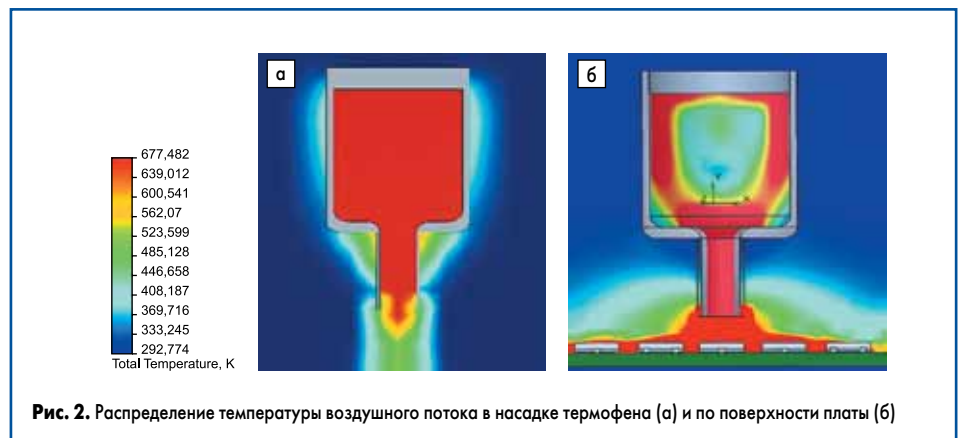 а
б
677,482
639,012
600,541
562,07
523,599
485,128
446,658
408,187
369,716
333,245
292,774
Total Temperature, K
Рис. 2. Распределение температуры воздушного потока в насадке термофена (а) и по поверхности платы (б)